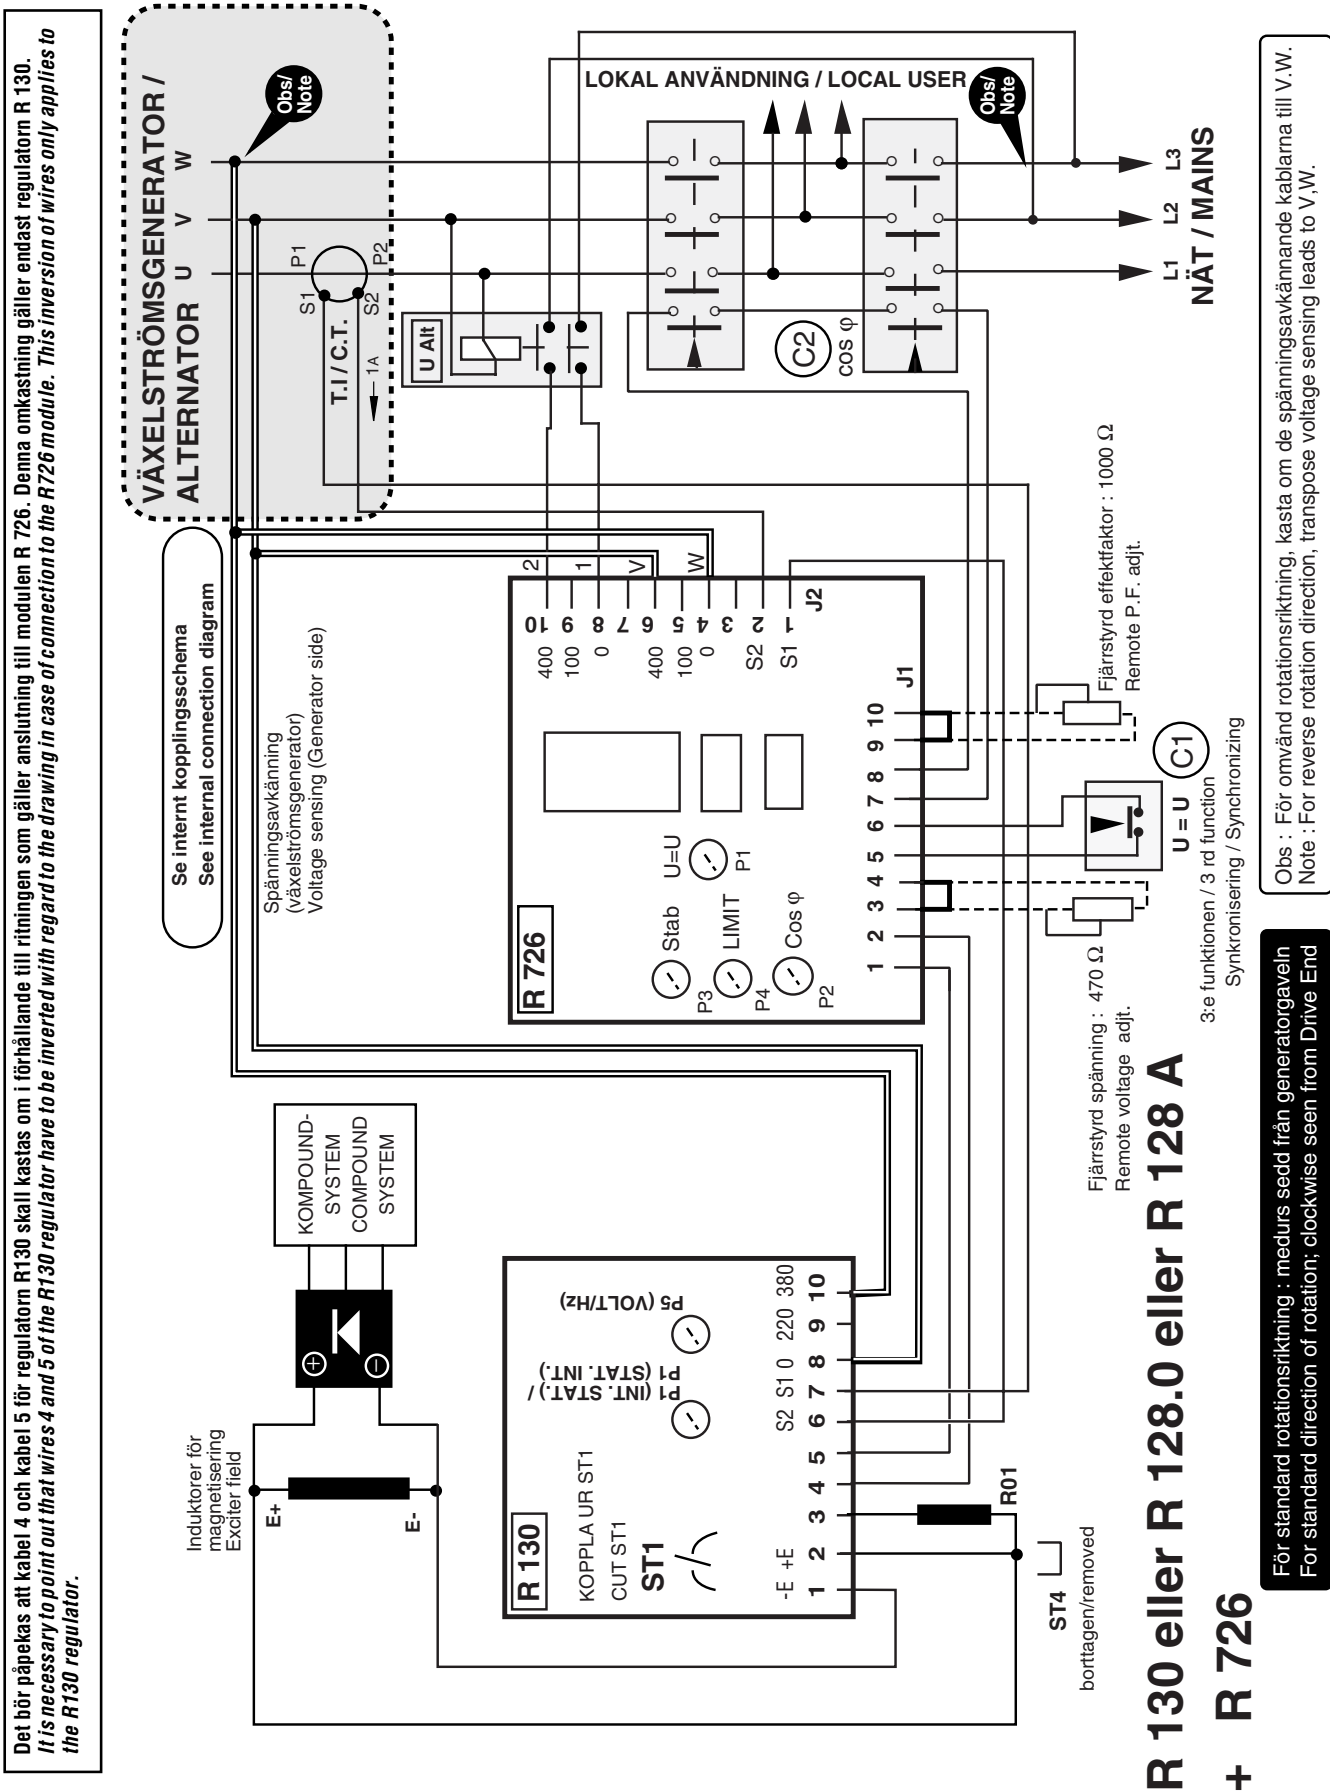 Det bör påpekas att kabel 4 och kabel 5 för regulatorn R130 skall kastas om i förhållande till ritningen som gäller anslutning till modulen R 726. Denna omkastning gäller endast regulatorn R 130.
It is necessary to point out that wires 4 and 5 of the R130 regulator have to be inverted with regard to the drawing in case of connection to the R726 module. This inversion of wires only applies to
the R130 regulator.
Se internt kopplingsschema
See internal connection diagram
VÄXELSTRÖMSGENERATOR /
ALTERNATOR
U
V
W
Obs/
Note
T.I / C.T.
1A
S1
P1
S2
P2
U Alt
LOKAL ANVÄNDNING / LOCAL USER
Obs/
Note
C2
cos φ
L1
L2
L3
NÄT / MAINS
Spänningsavkänning
(växelströmsgenerator)
Voltage sensing (Generator side)
2
1
V
W
R 726
10
9
8
7
6
5
4
3
2
1
400
100
0
400
100
0
S2
S1
J2
Stab
P3
LIMIT
P4
Cos φ
P2
U=U
P1
J1
1
2
3
4
5
6
7
8
9
10
Fjärrstyrd effektfaktor : 1000 Ω
Remote P.F. adjt.
C1
U = U
3:e funktionen / 3 rd function
Synkronisering / Synchronizing
Fjärrstyrd spänning : 470 Ω
Remote voltage adjt.
KOMPOUND-
SYSTEM
COMPOUND
SYSTEM
+
−
Induktorer för
magnetisering
Exciter field
E+
E-
R 130
KOPPLA UR ST1
CUT ST1
ST1
P1 (INT. STAT.) /
P1 (STAT. INT.)
P5 (VOLT/Hz)
-E +E
S2 S1 0 220 380
1 2 3 4 5 6 7 8 9 10
R01
ST4
borttagen/removed
R 130 eller R 128.0 eller R 128 A
+ R 726
För standard rotationsriktning : medurs sedd från generatorgaveln
For standard direction of rotation; clockwise seen from Drive End
Obs : För omvänd rotationsriktning, kasta om de spänningsavkännande kablarna till V.W.
Note : For reverse rotation direction, transpose voltage sensing leads to V,W.